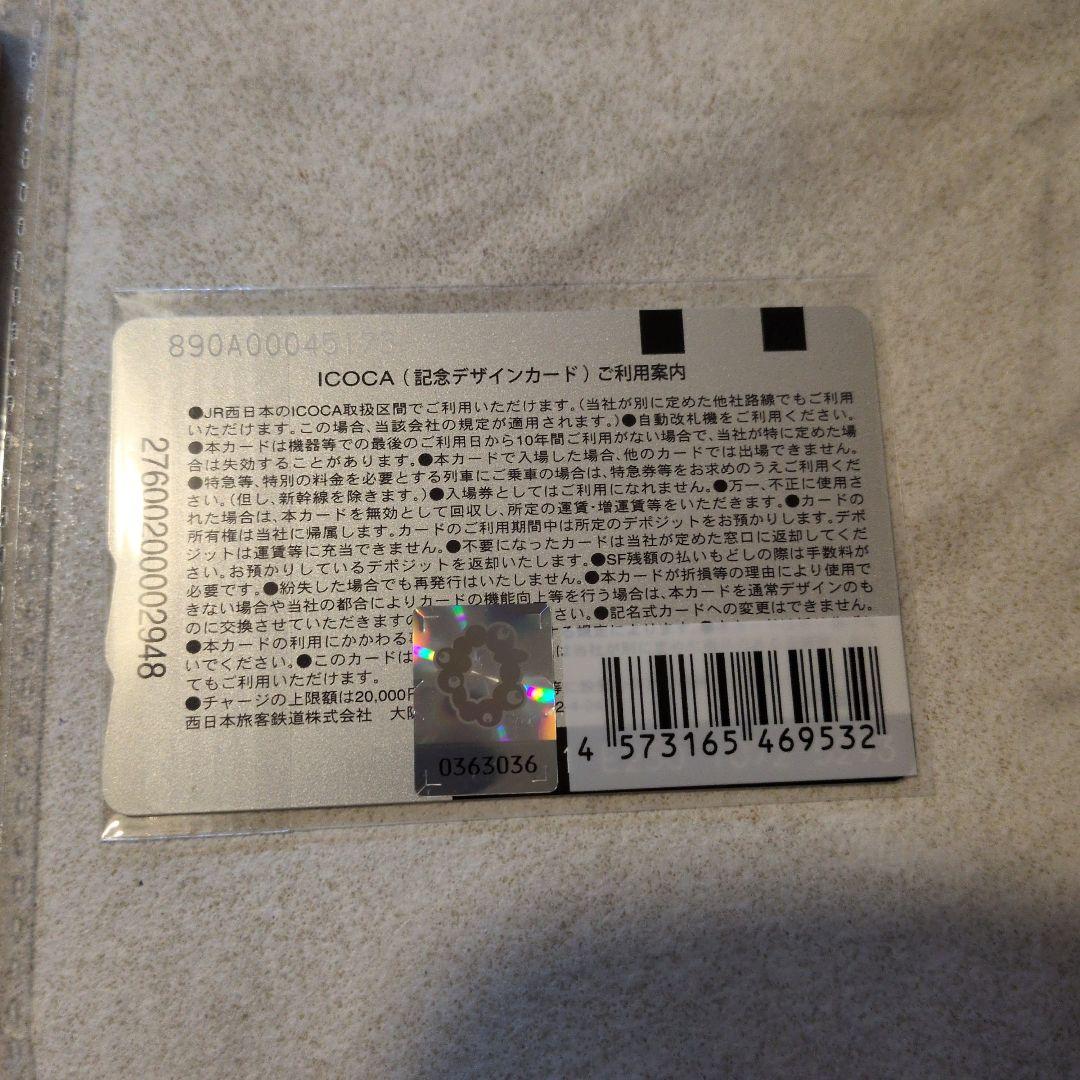 890A00045
ICOCA（記念デザインカード）ご利用案内
●JR西日本のICOCA取扱区間でご利用いただけます。（当社が別に定めた他社路線でもご利用
いただけます。この場合、当該会社の規定が適用されます。）●自動改札機をご利用ください。
●本カードは機器等での最後のご利用日から10年間ご利用がない場合で、当社が特に定めた場
合は失効することがあります。●本カードで入場した場合、他のカードでは出場できません。
●特急等、特別の料金を必要とする列車にご乗車の場合は、特急券等をお求めのうえご利用くだ
さい。（但し、新幹線を除きます。）●入場券としてはご利用になれません。●万一、不正に使用さ
れた場合は、本カードを無効として回収し、所定の運賃・増運賃等をいただきます。●カードの
所有権は当社に帰属します。カードのご利用期間中は所定のデポジットをお預かりします。デポ
ジットは運賃等に充当できません。●不要になったカードは当社が定めた窓口に返却してくだ
さい。お預かりしているデポジットを返却いたします。●SF残額の払いもどしの際は手数料が
必要です。●紛失した場合でも再発行はいたしません。●本カードが折損等の理由により使用で
きない場合や当社の都合によりカードの機能向上等を行う場合は、本カードを通常デザインのも
のに交換させていただきますの さい。●記名式カードへの変更はできません。
●本カードの利用にかかわる
いでください。●このカードは
てもご利用いただけます。
●チャージの上限額は20,000円
西日本旅客鉄道株式会社 大阪
27600200002948
0363036
4 573165 469532